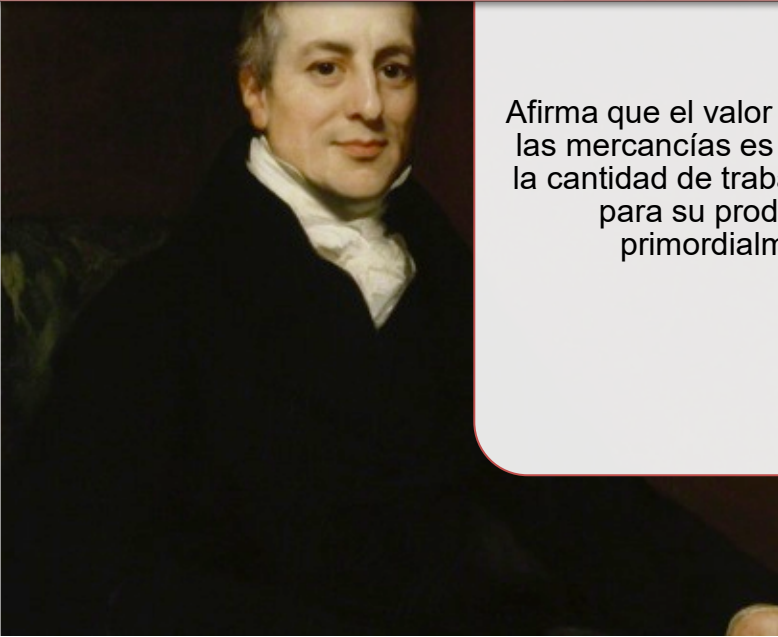 Afirma que el valor
las mercancías es
la cantidad de trab
para su prod
primordialm